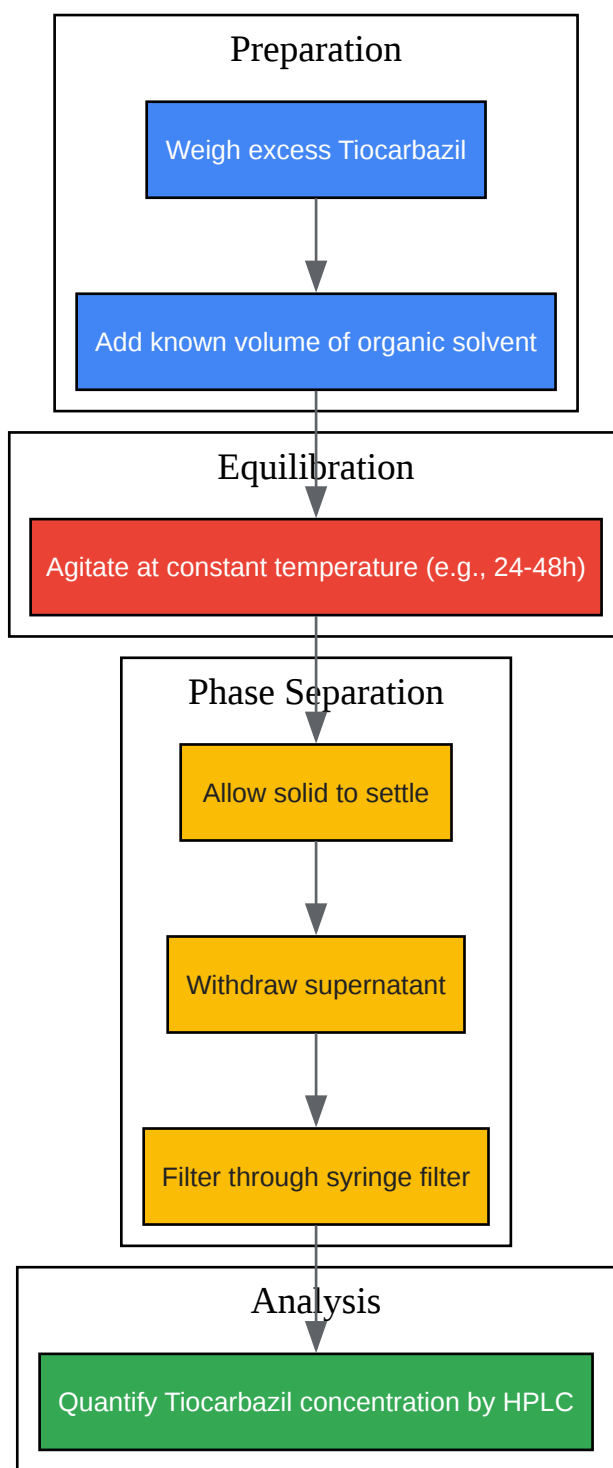 Preparation
Weigh excess Tiocarbazil
Add known volume of organic solvent
Equilibration
Agitate at constant temperature (e.g., 24-48h)
Phase Separation
Allow solid to settle
Withdraw supernatant
Filter through syringe filter
Analysis
Quantify Tiocarbazil concentration by HPLC